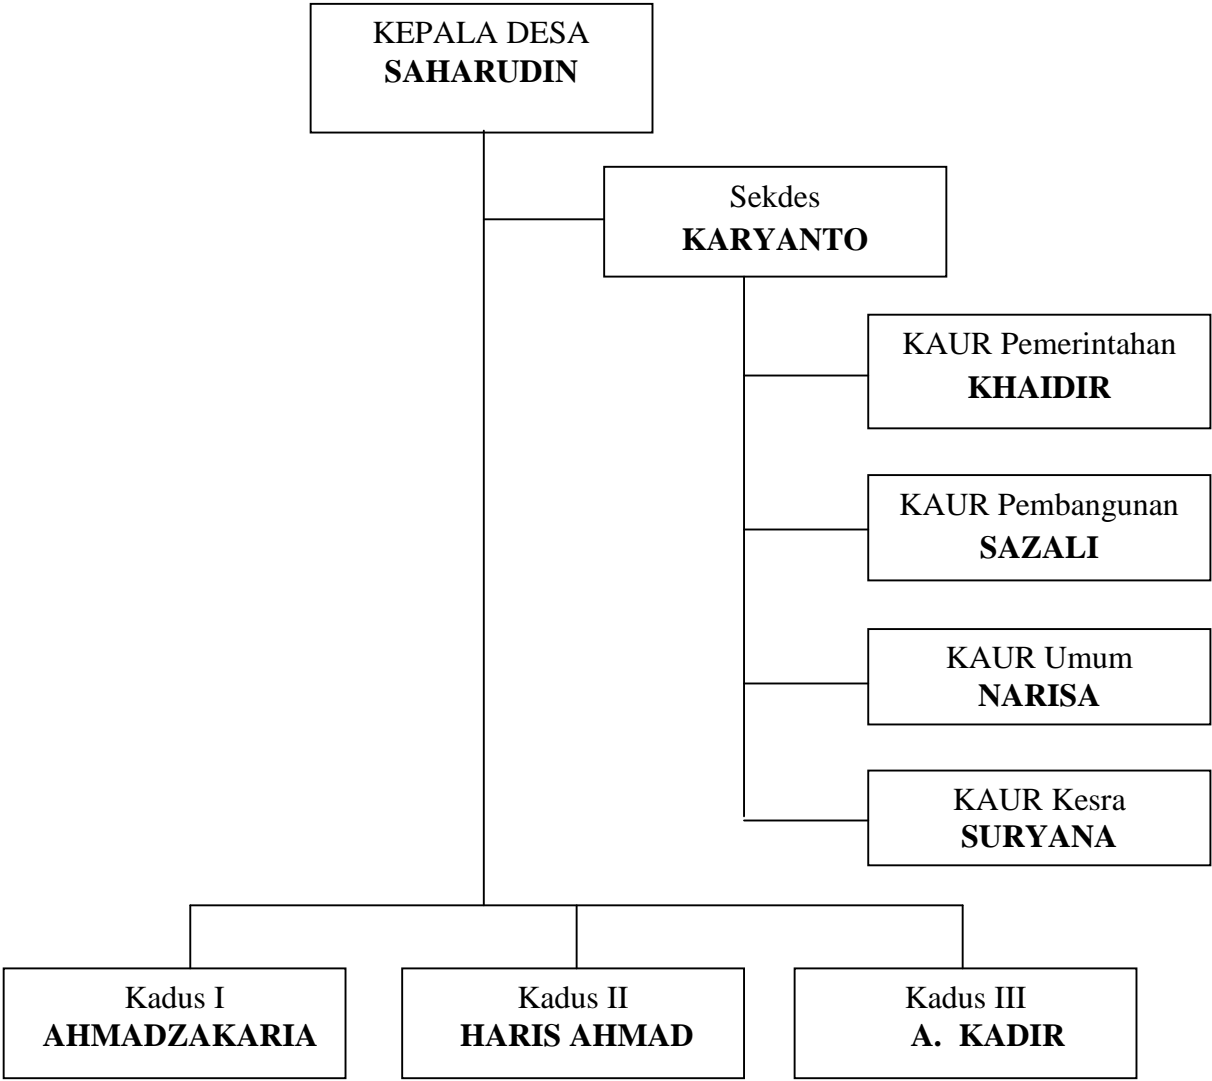 KEPALA DESA
SAHARUDIN
Sekdes
KARYANTO
KAUR Pemerintahan
KHAIDIR
KAUR Pembangunan
SAZALI
KAUR Umum
NARISA
KAUR Kesra
SURYANA
Kadus I
AHMADZAKARIA
Kadus II
HARIS AHMAD
Kadus III
A. KADIR